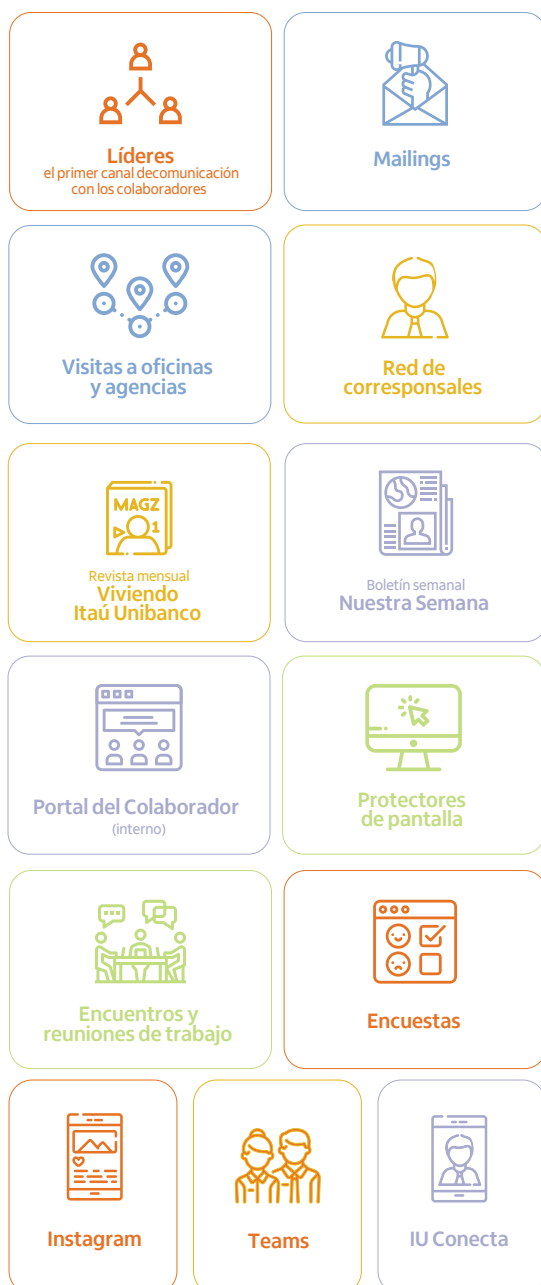 Líderes
el primer canal decomunicación
con los colaboradores
Mailings
Visitas a oficinas
y agencias
Red de
corresponsales
MAGZ
1
Revista mensual
Viviendo
Itaú Unibanco
Boletín semanal
Nuestra Semana
Portal del Colaborador
(interno)
Protectores
de pantalla
Encuentros y
reuniones de trabajo
Encuestas
Instagram
Teams
IU Conecta